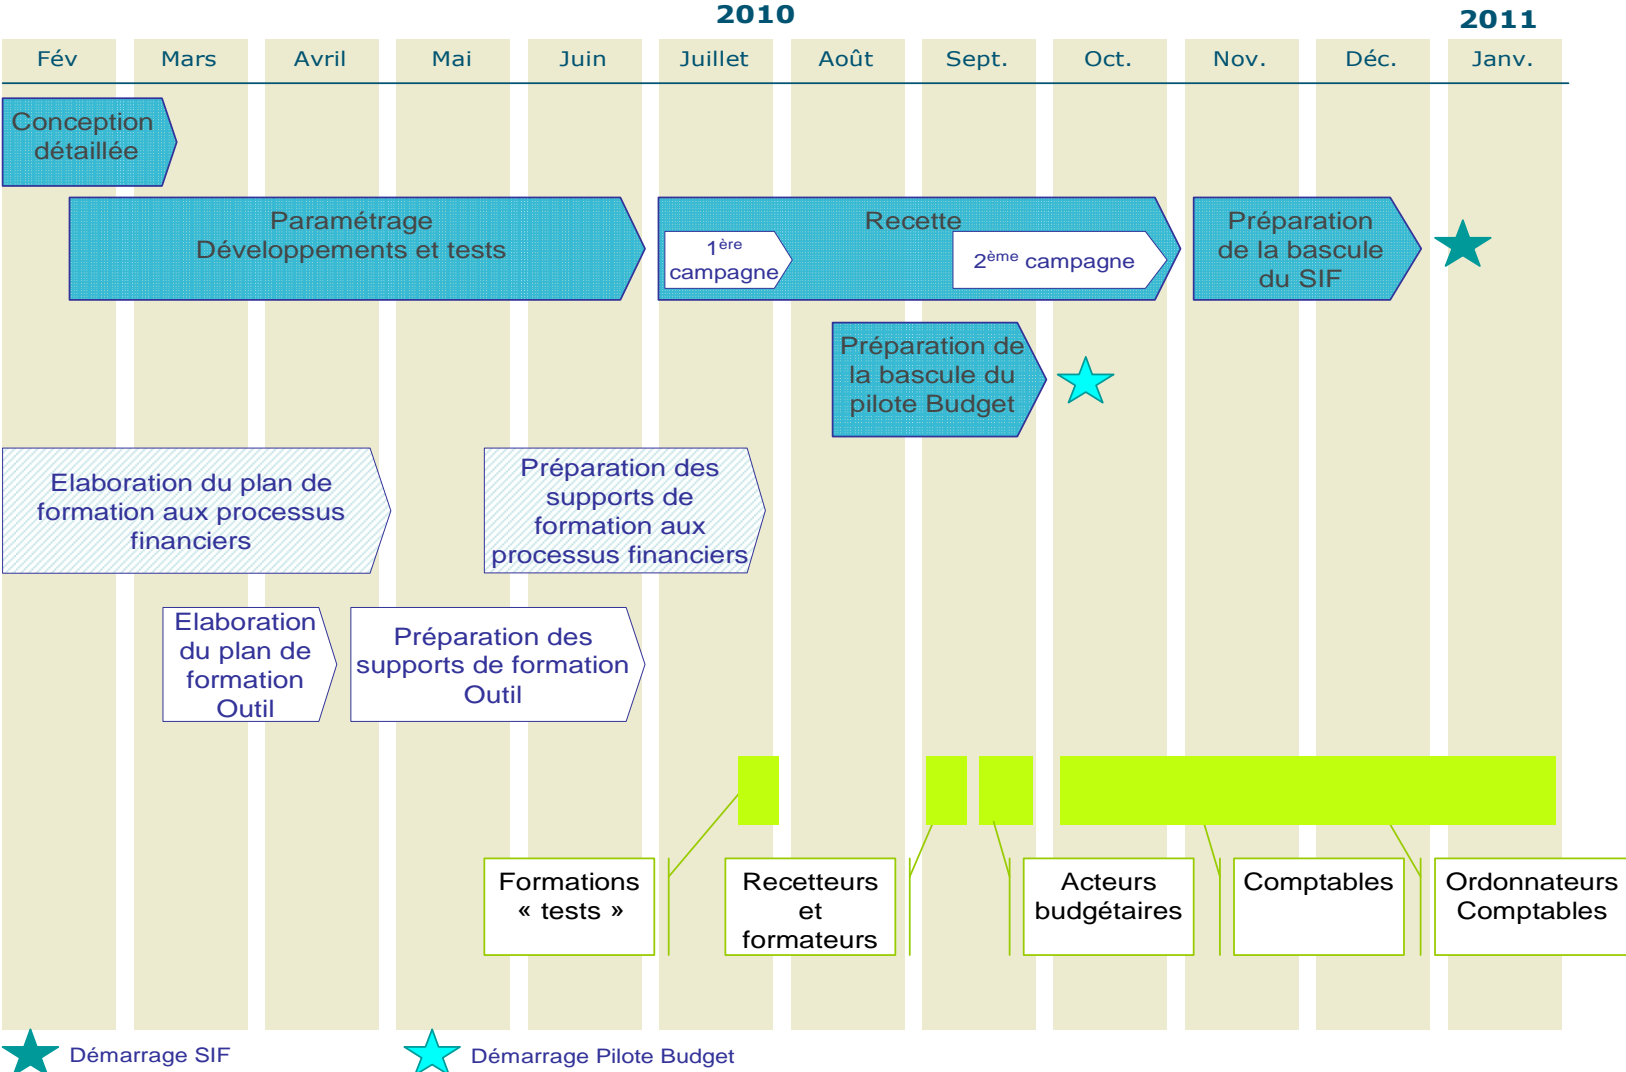 2010
2011
Fév
Mars
Avril
Mai
Juin
Juillet
Août
Sept.
Oct.
Nov.
Déc.
Janv.
Conception
détaillée
Paramétrage
Développements et tests
Recette
1ère
campagne
2ème campagne
Préparation
de la bascule
du SIF
Préparation de
la bascule du
pilote Budget
Elaboration du plan de
formation aux processus
financiers
Préparation des
supports de
formation aux
processus financiers
Elaboration
du plan de
formation
Outil
Préparation des
supports de formation
Outil
Formations
« tests »
Recetteurs
et
formateurs
Acteurs
budgétaires
Comptables
Ordonnateurs
Comptables
Démarrage SIF
Démarrage Pilote Budget